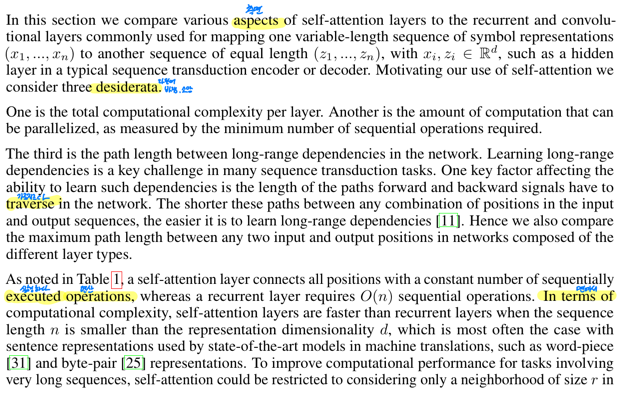 측면
In this section we compare various aspects of self-attention layers to the recurrent and convolu-
tional layers commonly used for mapping one variable-length sequence of symbol representations
(x1, ..., xn) to another sequence of equal length (z1, ..., zn), with xi, zi ∈ ℝd, such as a hidden
layer in a typical sequence transduction encoder or decoder. Motivating our use of self-attention we
consider three desiderata.
One is the total computational complexity per layer. Another is the amount of computation that can
be parallelized, as measured by the minimum number of sequential operations required.
The third is the path length between long-range dependencies in the network. Learning long-range
dependencies is a key challenge in many sequence transduction tasks. One key factor affecting the
ability to learn such dependencies is the length of the paths forward and backward signals have to
traverse in the network. The shorter these paths between any combination of positions in the input
and output sequences, the easier it is to learn long-range dependencies [11]. Hence we also compare
the maximum path length between any two input and output positions in networks composed of the
different layer types.
As noted in Table 1, a self-attention layer connects all positions with a constant number of sequentially
executed operations, whereas a recurrent layer requires O(n) sequential operations. In terms of
computational complexity, self-attention layers are faster than recurrent layers when the sequence
length n is smaller than the representation dimensionality d, which is most often the case with
sentence representations used by state-of-the-art models in machine translations, such as word-piece
[31] and byte-pair [25] representations. To improve computational performance for tasks involving
very long sequences, self-attention could be restricted to considering only a neighborhood of size r in